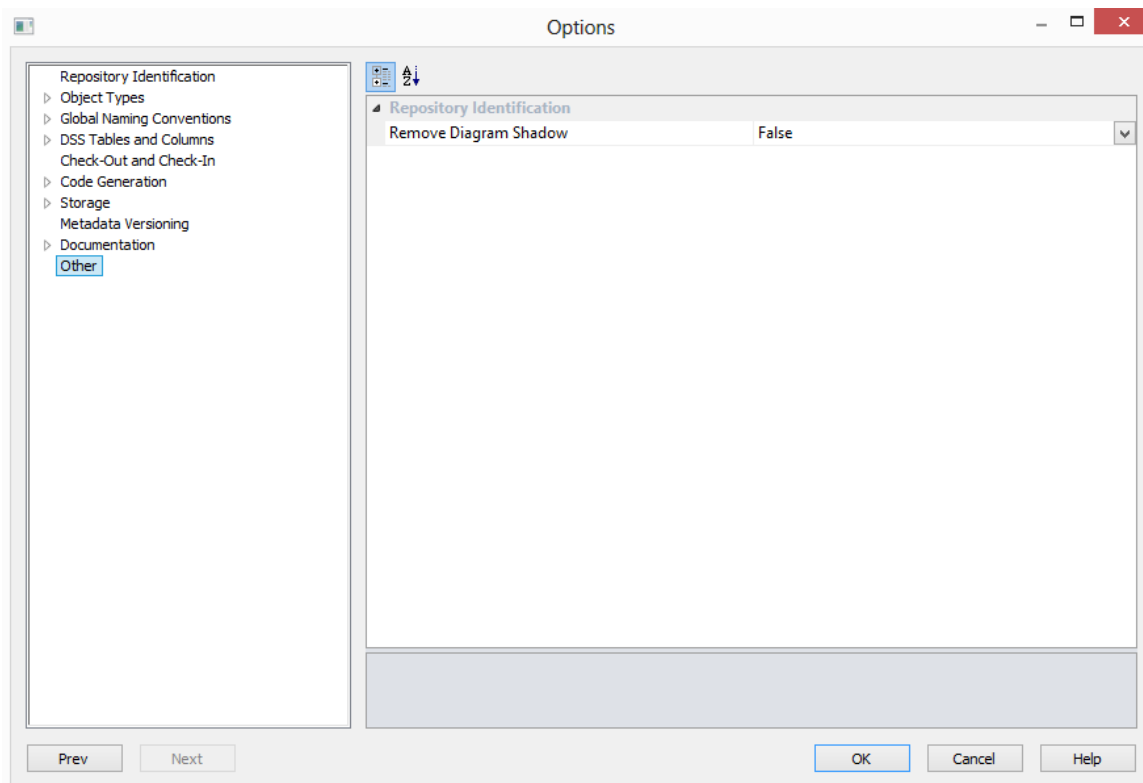 Options
Repository Identification
Object Types
Global Naming Conventions
DSS Tables and Columns
Check-Out and Check-In
Code Generation
Storage
Metadata Versioning
Documentation
Other
Repository Identification
Remove Diagram Shadow False
Prev Next OK Cancel Help